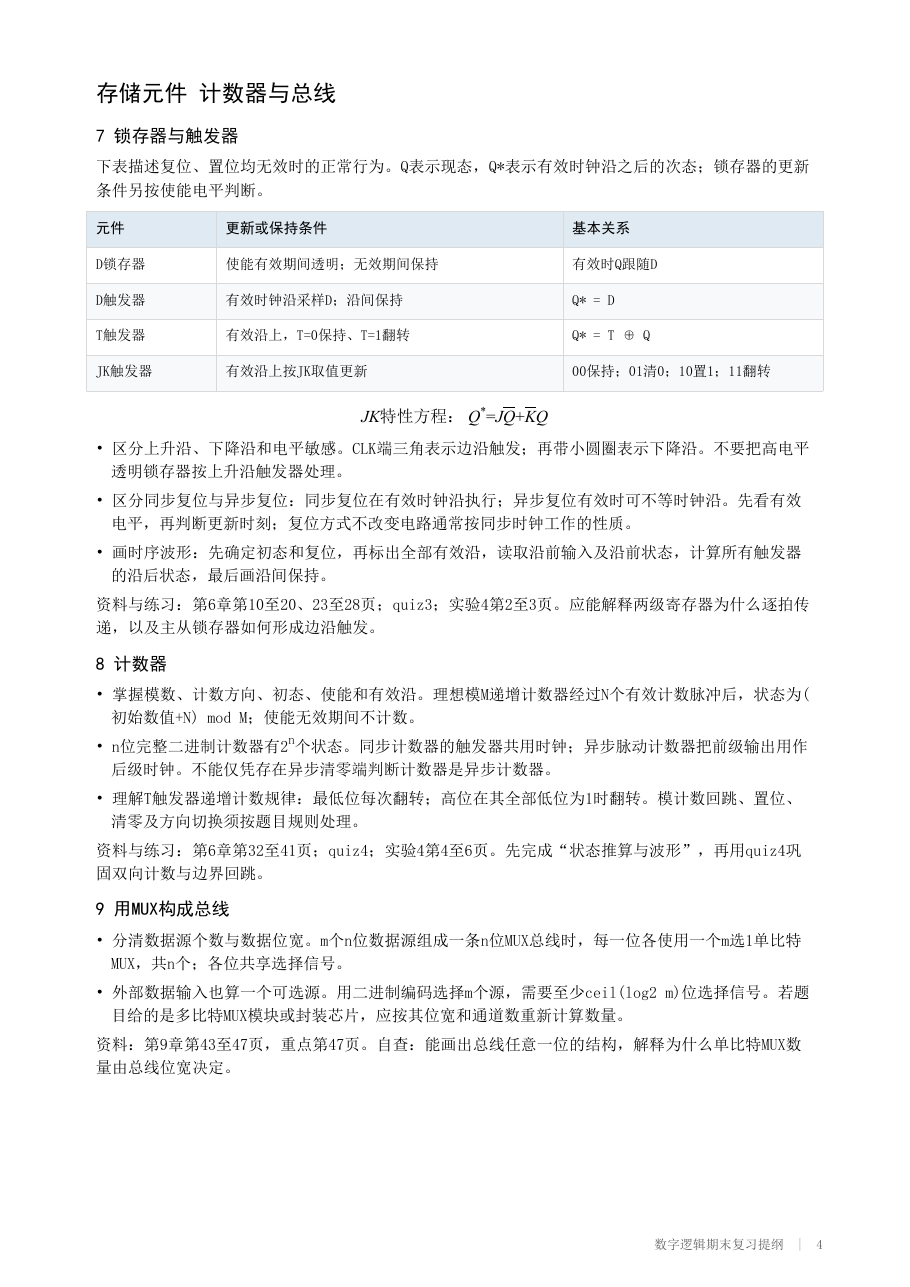 存储元件 计数器与总线
7 锁存器与触发器
下表描述复位、置位均无效时的正常行为。Q表示现态，Q*表示有效时钟沿之后的次态；锁存器的更新
条件另按使能电平判断。
元件 更新或保持条件 基本关系
D锁存器 使能有效期间透明；无效期间保持 有效时Q跟随D
D触发器 有效时钟沿采样D；沿间保持 Q* = D
T触发器 有效沿上，T=0保持、T=1翻转 Q* = T ⊕ Q
JK触发器 有效沿上按JK取值更新 00保持；01清0；10置1；11翻转
JK特性方程： Q*=JQ̅+K̅Q
• 区分上升沿、下降沿和电平敏感。CLK端三角表示边沿触发；再带小圆圈表示下降沿。不要把高电平
透明锁存器按上升沿触发器处理。
• 区分同步复位与异步复位：同步复位在有效时钟沿执行；异步复位有效时可不等时钟沿。先看有效
电平，再判断更新时刻；复位方式不改变电路通常按同步时钟工作的性质。
• 画时序波形：先确定初态和复位，再标出全部有效沿，读取沿前输入及沿前状态，计算所有触发器
的沿后状态，最后画沿间保持。
资料与练习：第6章第10至20、23至28页；quiz3；实验4第2至3页。应能解释两级寄存器为什么逐拍传
递，以及主从锁存器如何形成边沿触发。
8 计数器
• 掌握模数、计数方向、初态、使能和有效沿。理想模M递增计数器经过N个有效计数脉冲后，状态为(
初始数值+N) mod M；使能无效期间不计数。
• n位完整二进制计数器有2ⁿ个状态。同步计数器的触发器共用时钟；异步脉动计数器把前级输出用作
后级时钟。不能仅凭存在异步清零端判断计数器是异步计数器。
• 理解T触发器递增计数规律：最低位每次翻转；高位在其全部低位为1时翻转。模计数回跳、置位、
清零及方向切换须按题目规则处理。
资料与练习：第6章第32至41页；quiz4；实验4第4至6页。先完成“状态推算与波形”，再用quiz4巩
固双向计数与边界回跳。
9 用MUX构成总线
• 分清数据源个数与数据位宽。m个n位数据源组成一条n位MUX总线时，每一位各使用一个m选1单比特
MUX，共n个；各位共享选择信号。
• 外部数据输入也算一个可选源。用二进制编码选择m个源，需要至少ceil(log2 m)位选择信号。若题
目给的是多比特MUX模块或封装芯片，应按其位宽和通道数重新计算数量。
资料：第9章第43至47页，重点第47页。自查：能画出总线任意一位的结构，解释为什么单比特MUX数
量由总线位宽决定。
数字逻辑期末复习提纲 | 4